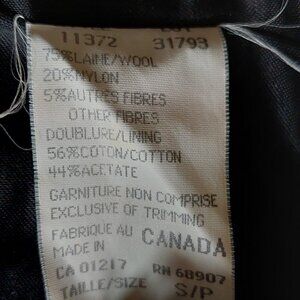 11372 31793
75% LAINE/WOOL
20% NYLON
5% AUTRES FIBRES
OTHER FIBRES
DOUBLURE/LINING
56% COTON/COTTON
44% ACETATE
GARNITURE NON COMPRISE
EXCLUSIVE OF TRIMMING
FABRIQUE AU
MADE IN CANADA
CA 01217 RN 68907
TAILLE/SIZE S/P